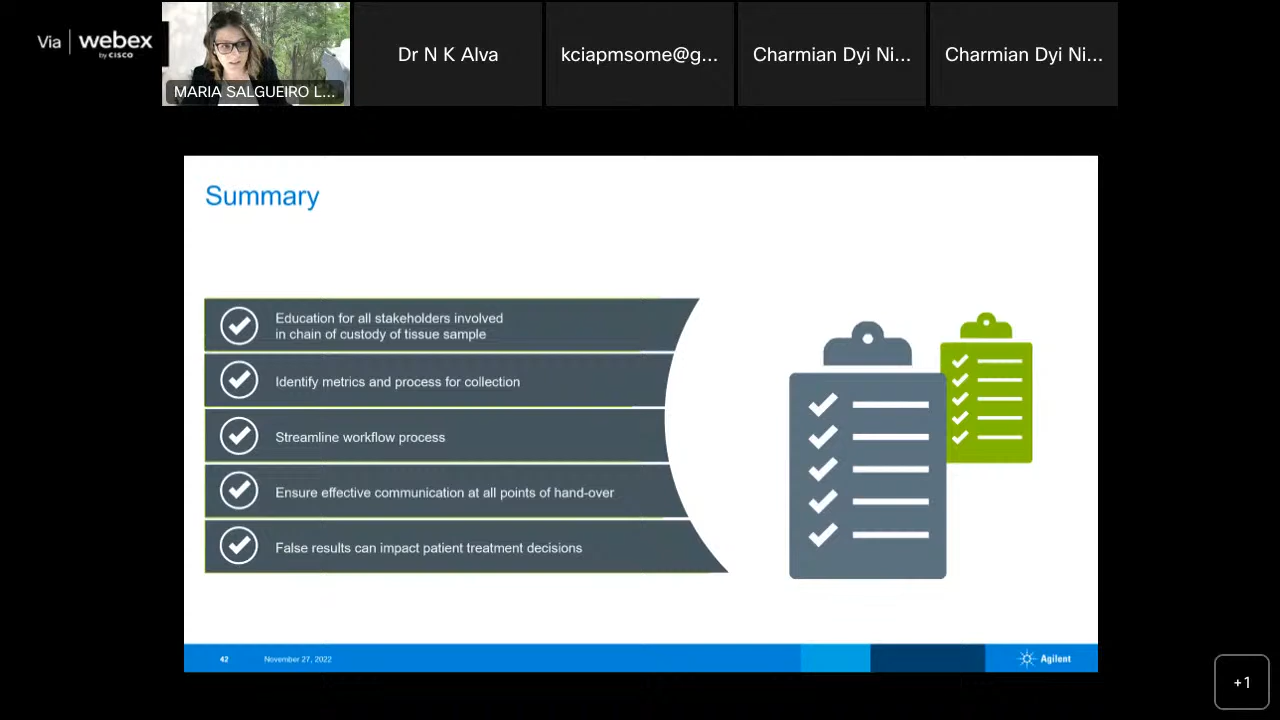 Via webex
by CISCO
MARIA SALGUEIRO L...
Dr N K Alva
kciapmsome@g...
Charmian Dyi Ni...
Charmian Dyi Ni...
Summary
Education for all stakeholders involved
in chain of custody of tissue sample
Identify metrics and process for collection
Streamline workflow process
Ensure effective communication at all points of hand-over
False results can impact patient treatment decisions
42
November 27, 2022
Agilent
+1